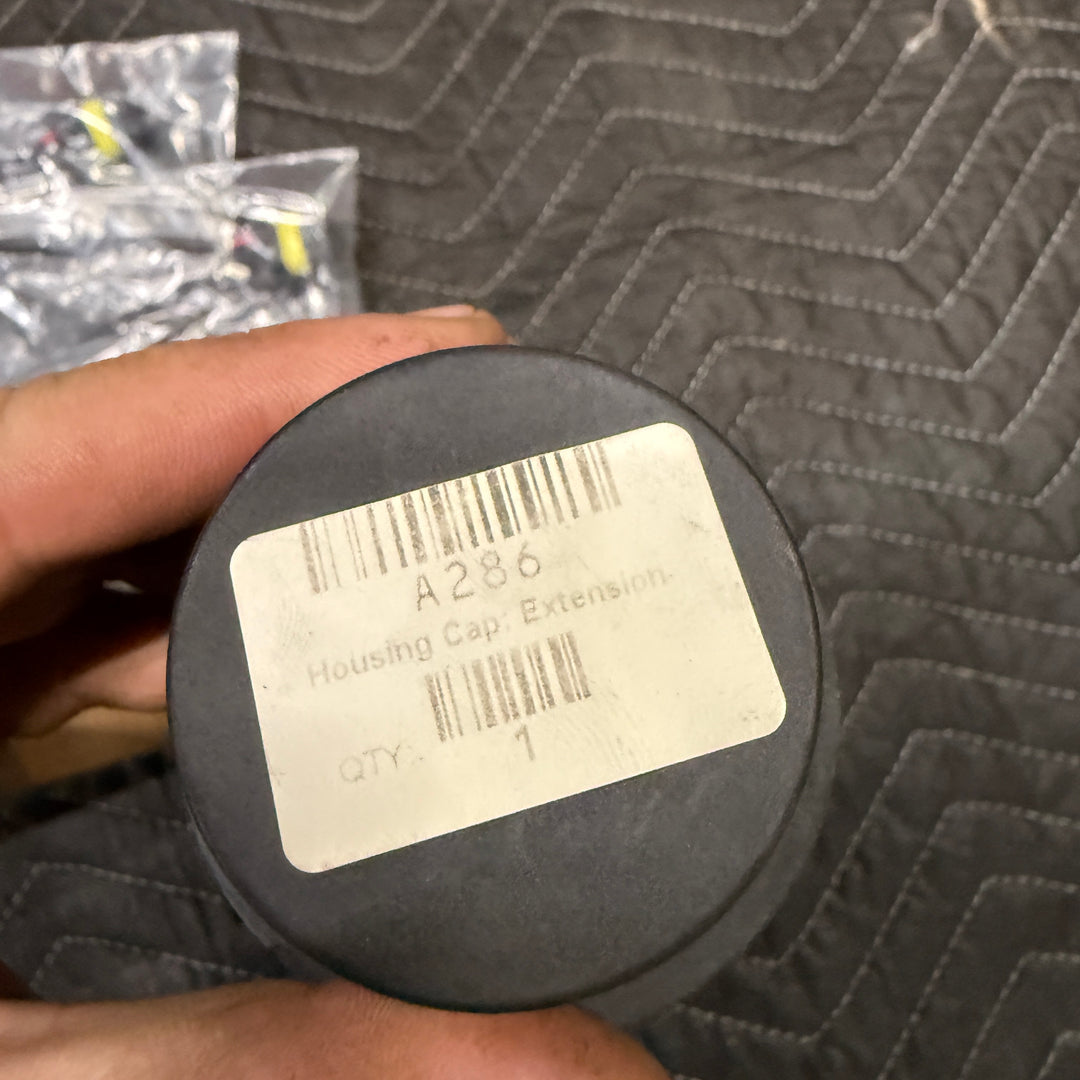 A286
Housing Cap; Extension
QTY: 1